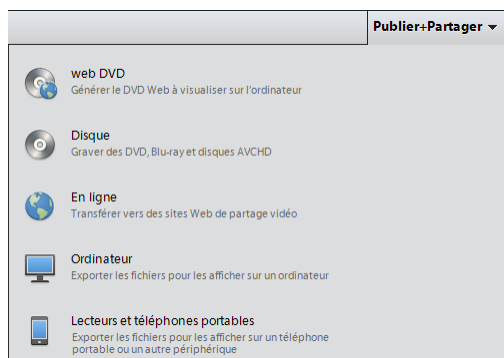 Publier+Partager
web DVD
Générer le DVD Web à visualiser sur l'ordinateur
Disque
Graver des DVD, Blu-ray et disques AVCHD
En ligne
Transférer vers des sites Web de partage vidéo
Ordinateur
Exporter les fichiers pour les afficher sur un ordinateur
Lecteurs et téléphones portables
Exporter les fichiers pour les afficher sur un téléphone
portable ou un autre périphérique